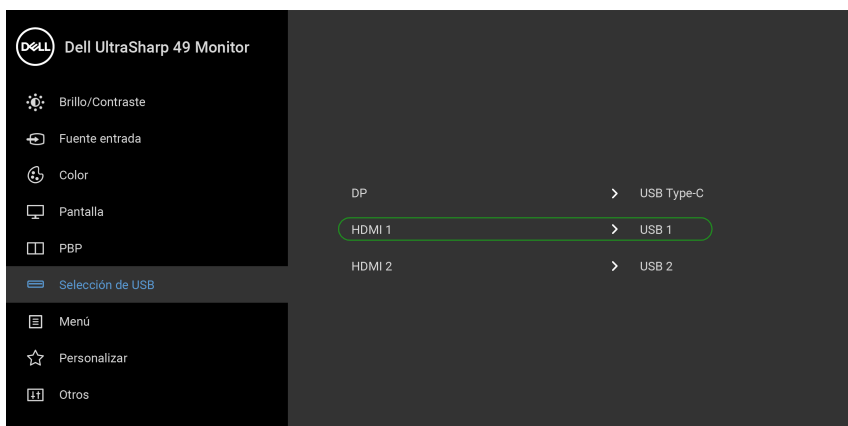 DELL Dell UltraSharp 49 Monitor
Brillo/Contraste
Fuente entrada
Color
Pantalla
PBP
Selección de USB
Menú
Personalizar
Otros
DP > USB Type-C
HDMI 1 > USB 1
HDMI 2 > USB 2